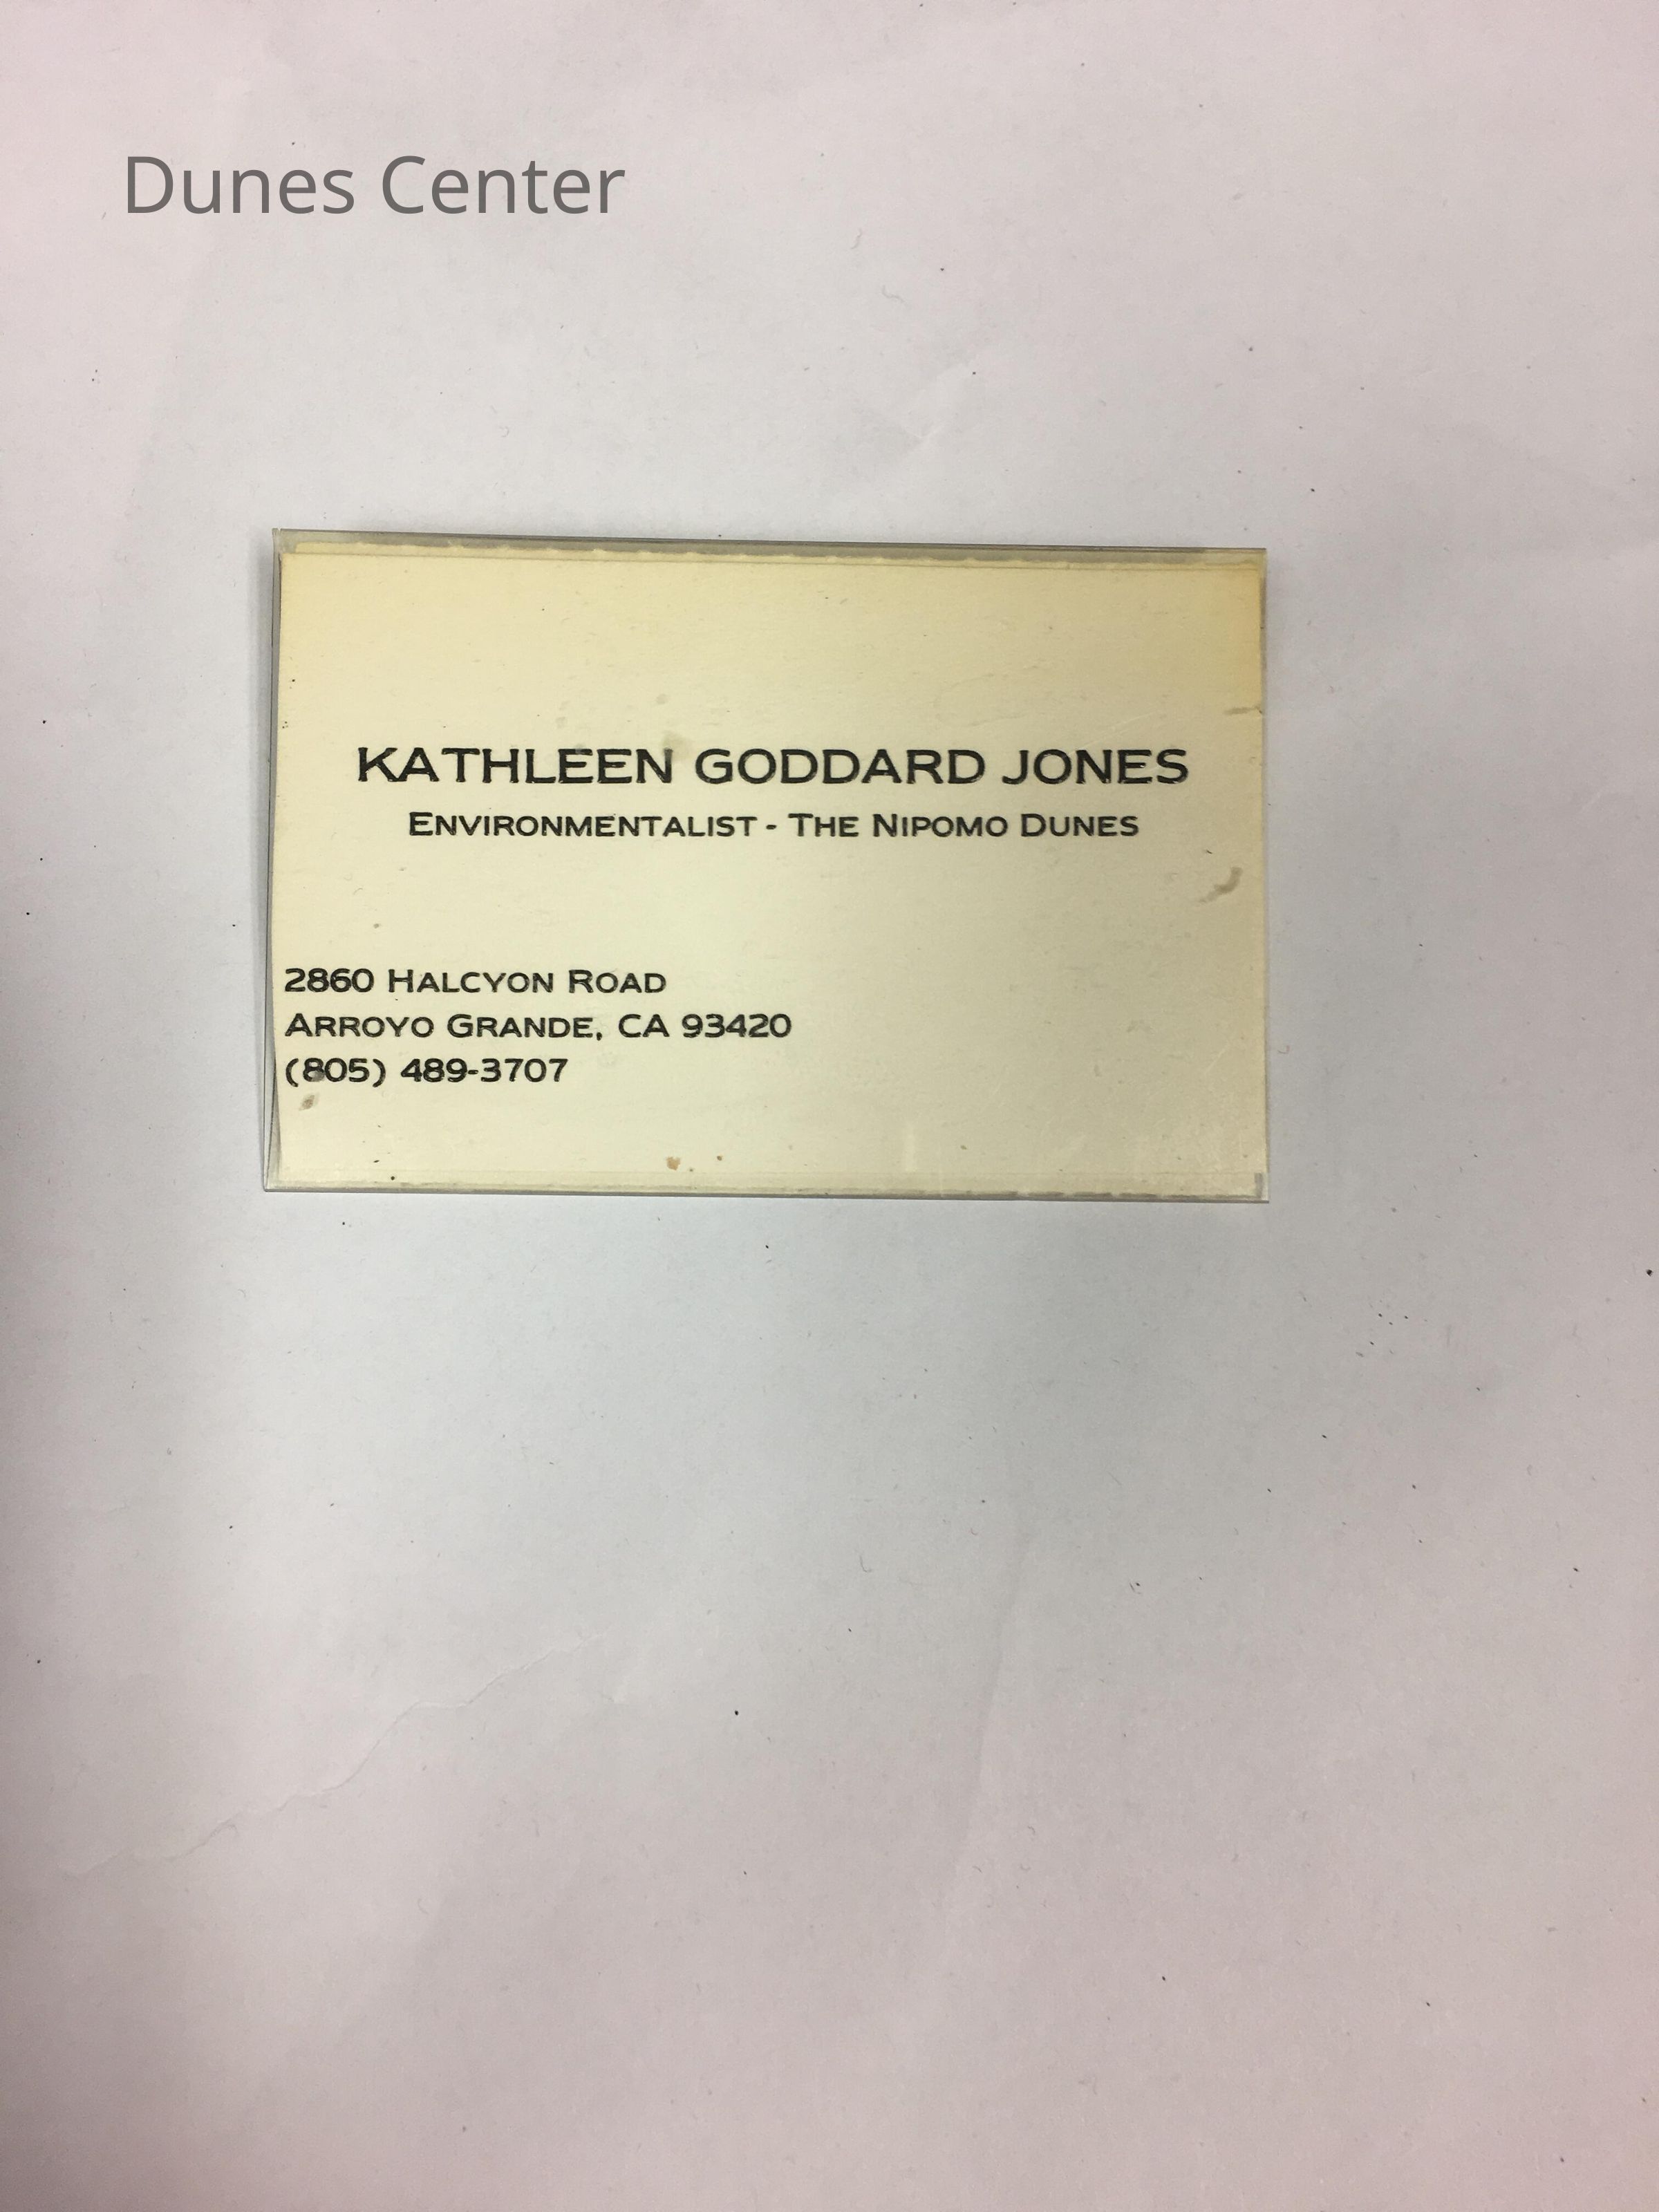 Dunes Center
KATHLEEN GODDARD JONES
ENVIRONMENTALIST - THE NIPOMO DUNES
2860 HALCYON ROAD
ARROYO GRANDE, CA 93420
(805) 489-3707